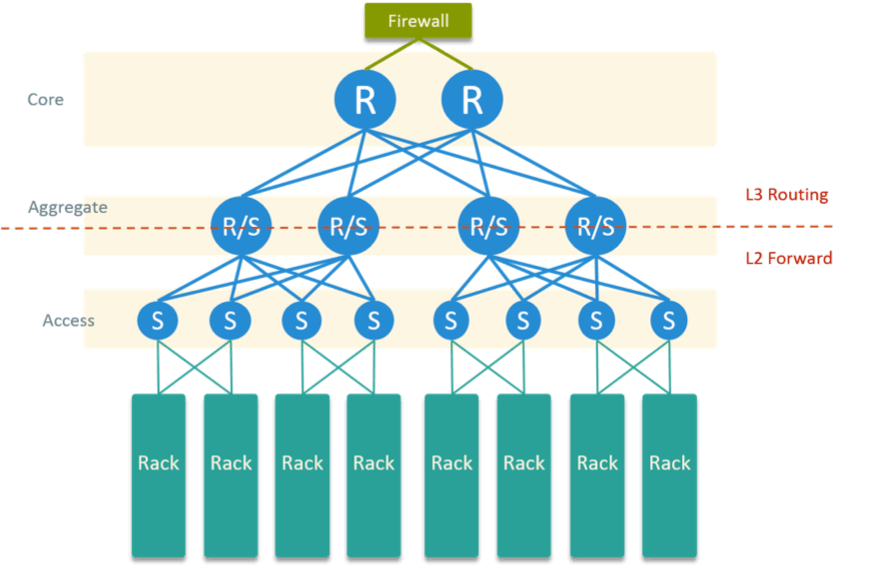 Firewall
Core
R R
Aggregate
L3 Routing
R/S R/S R/S R/S
L2 Forward
Access
S S S S S S S S
Rack Rack Rack Rack Rack Rack Rack Rack